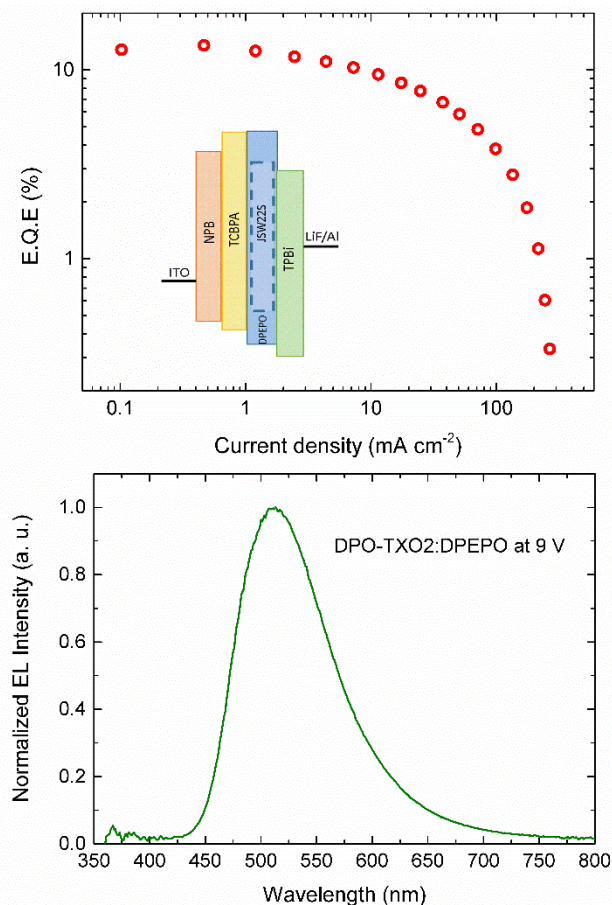 10
1
E.Q.E (%)
ITO
NPB
TCBPA
JSW22S
DPEPO
TPBi
LiF/Al
0.1 1 10 100
Current density (mA cm⁻²)
1.0
0.8
0.6
0.4
0.2
0.0
Normalized EL Intensity (a. u.)
DPO-TXO2:DPEPO at 9 V
350 400 450 500 550 600 650 700 750 800
Wavelength (nm)